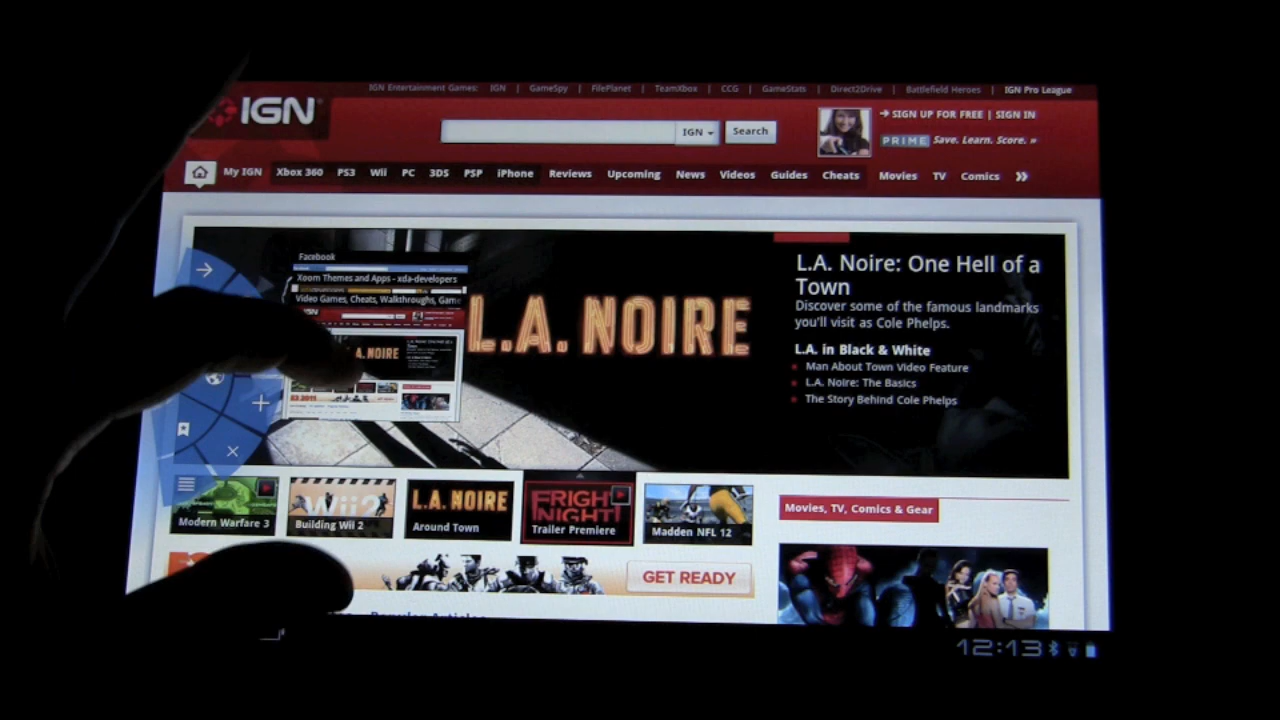 IGN Entertainment Games: IGN | GameSpy | FilePlanet | TeamXbox | CCG | GameStats | Direct2Drive | Battlefield Heroes | IGN Pro League
IGN
IGN
Search
SIGN UP FOR FREE | SIGN IN
PRIME Save. Learn. Score. »
My IGN Xbox 360 PS3 Wii PC 3DS PSP iPhone Reviews Upcoming News Videos Guides Cheats Movies TV Comics »
Facebook
Xoom Themes and Apps - xda-developers
Video Games, Cheats, Walkthroughs, Game
L.A. NOIRE
L.A. NOIRE
L.A. Noire: One Hell of a
Town
Discover some of the famous landmarks
you'll visit as Cole Phelps.
L.A. in Black & White
Man About Town Video Feature
L.A. Noire: The Basics
The Story Behind Cole Phelps
E3 2011
Modern Warfare 3
Wii2
Building Wii 2
L.A. NOIRE
Around Town
FRIGHT
NIGHT
Trailer Premiere
Madden NFL 12
Movies, TV, Comics & Gear
GET READY
Popular Articles
12:13